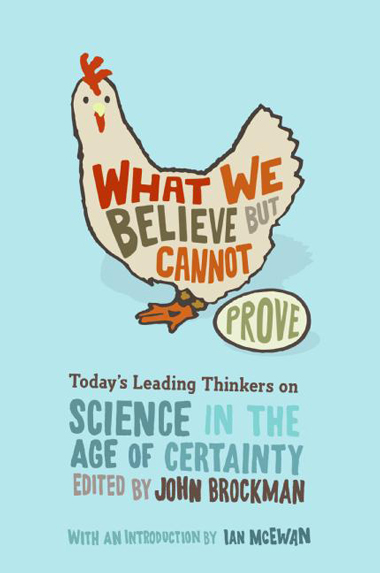 WHAT WE
BELIEVE BUT
CANNOT
PROVE
Today's Leading Thinkers on
SCIENCE IN THE
AGE OF CERTAINTY
EDITED BY JOHN BROCKMAN
WITH AN INTRODUCTION BY IAN McEWAN